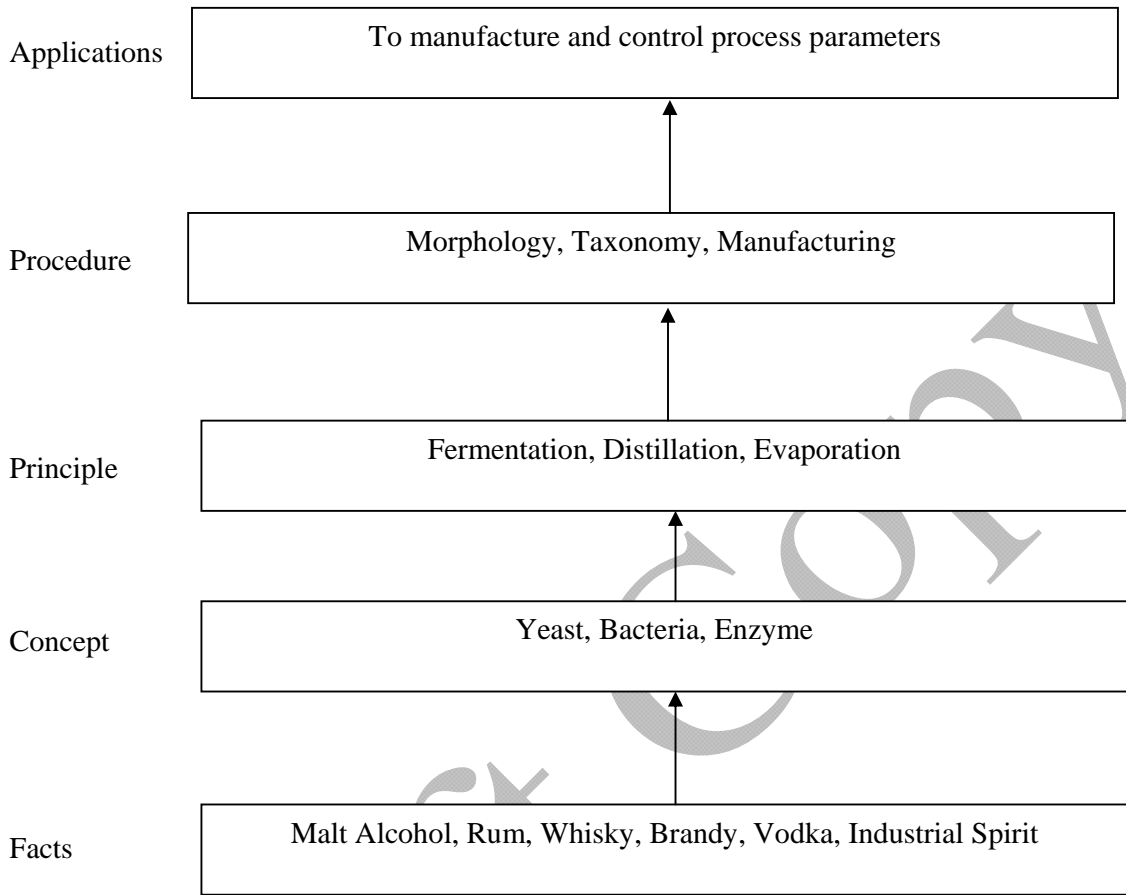 Applications
To manufacture and control process parameters
Procedure
Morphology, Taxonomy, Manufacturing
Principle
Fermentation, Distillation, Evaporation
Concept
Yeast, Bacteria, Enzyme
Facts
Malt Alcohol, Rum, Whisky, Brandy, Vodka, Industrial Spirit
Copy